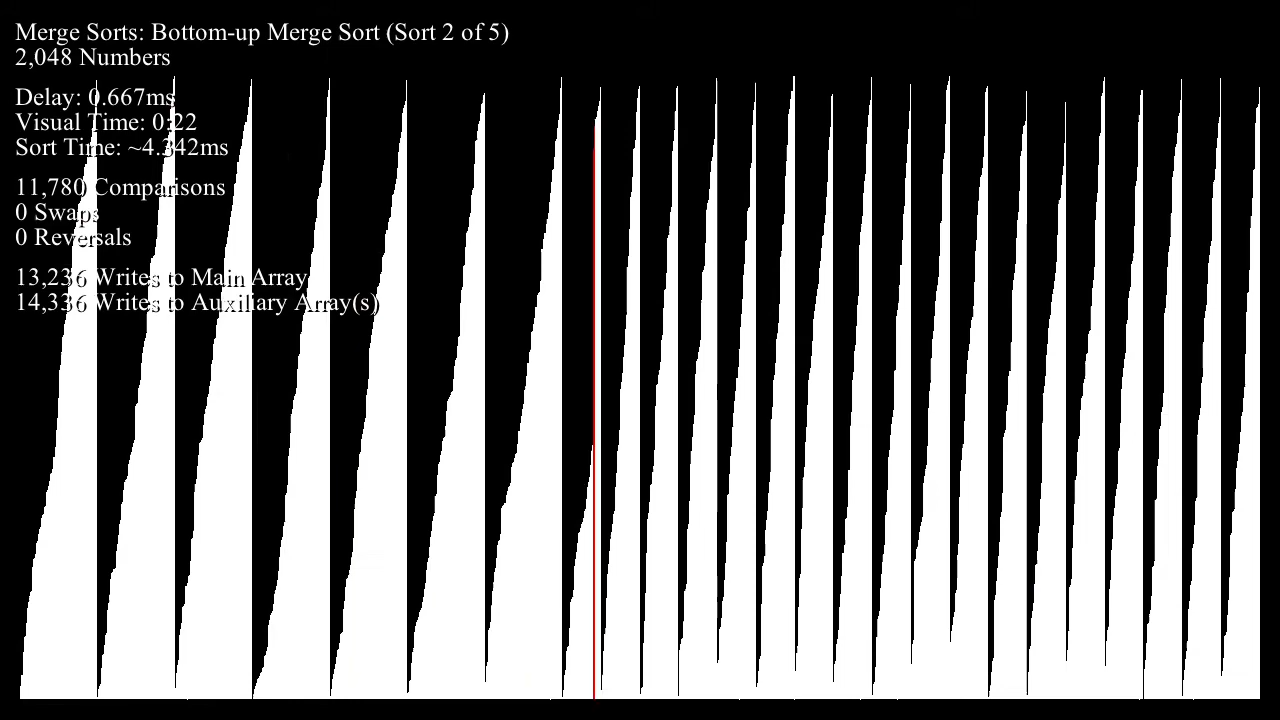 Merge Sorts: Bottom-up Merge Sort (Sort 2 of 5)
2,048 Numbers
Delay: 0.667ms
Visual Time: 0:22
Sort Time: ~4.342ms
11,780 Comparisons
0 Swaps
0 Reversals
13,236 Writes to Main Array
14,336 Writes to Auxiliary Array(s)